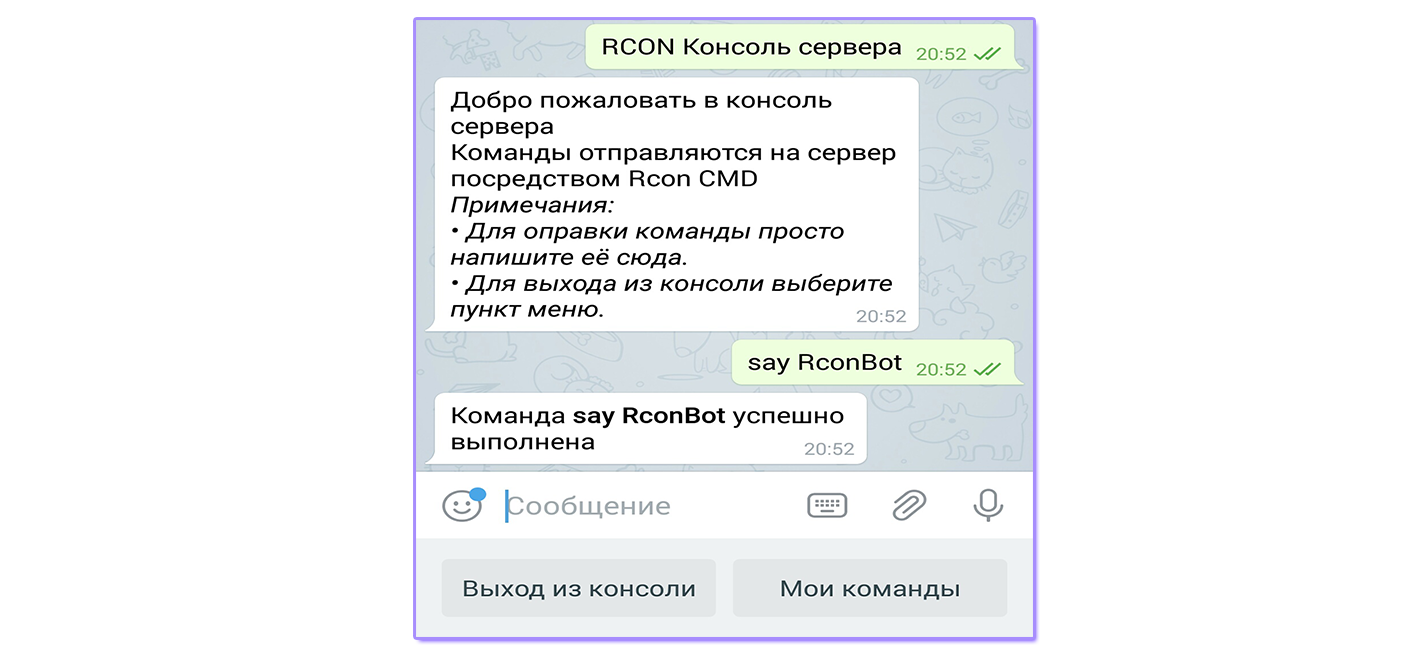 RCON Консоль сервера 20:52
Добро пожаловать в консоль
сервера
Команды отправляются на сервер
посредством Rcon CMD
Примечания:
• Для оправки команды просто
напишите её сюда.
• Для выхода из консоли выберите
пункт меню. 20:52
say RconBot 20:52
Команда say RconBot успешно
выполнена 20:52
Сообщение
Выход из консоли Мои команды